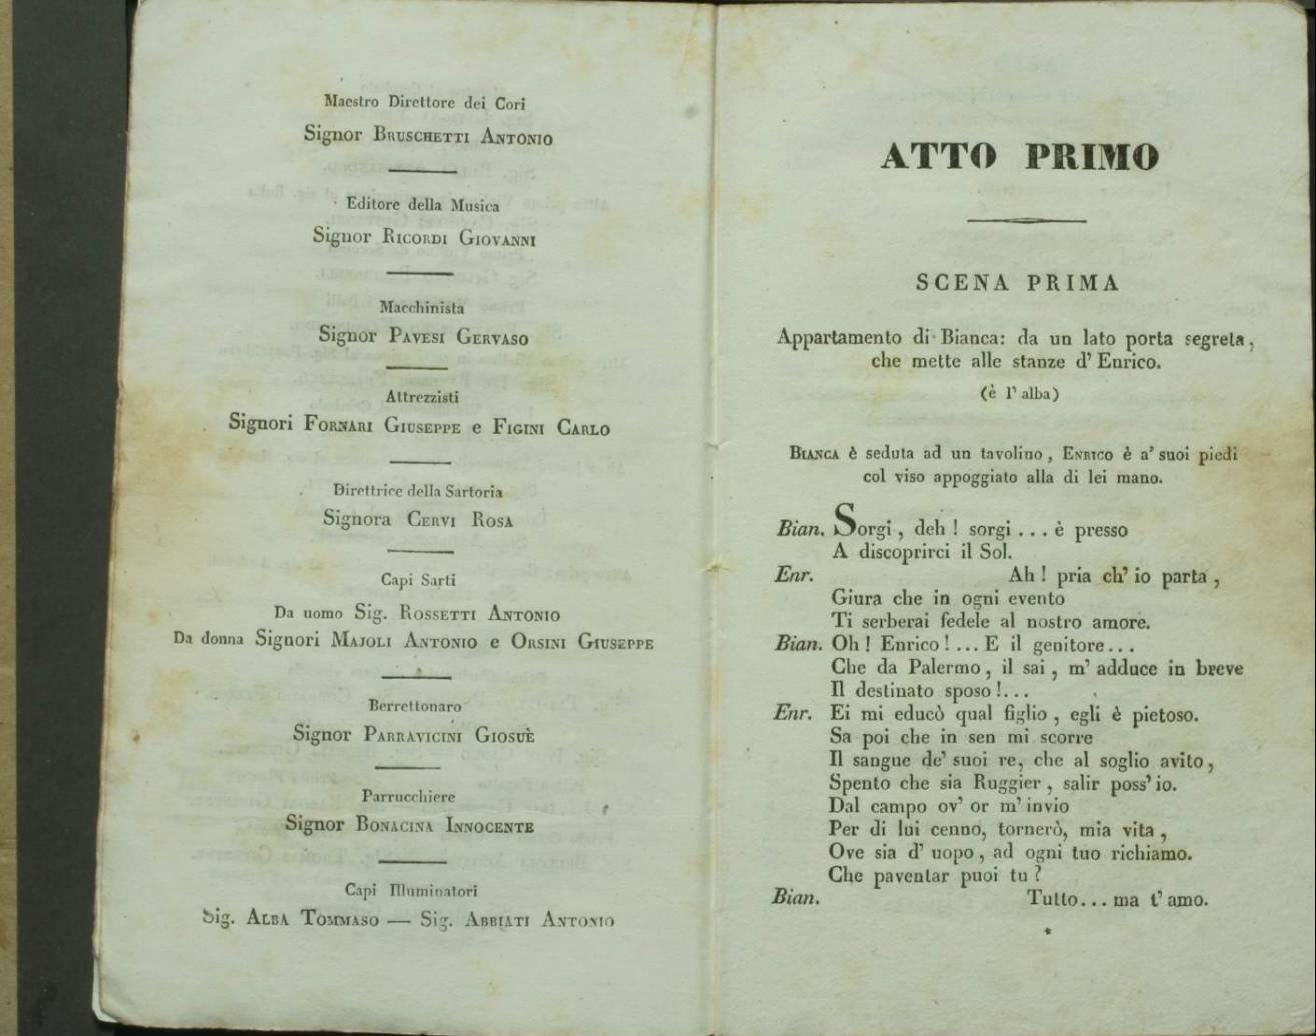 Maestro Direttore dei Cori
Signor BRUSCHETTI ANTONIO
Editore della Musica
Signor RICORDI GIOVANNI
Macchinista
Signor PAVESI GERVASO
Attrezzisti
Signori FORNARI GIUSEPPE e FIGINI CARLO
Direttrice della Sartoria
Signora CERVI ROSA
Capi Sarti
Da uomo Sig. ROSSETTI ANTONIO
Da donna Signori MAJOLI ANTONIO e ORSINI GIUSEPPE
Berrettonaro
Signor PARRAVICINI GIOSUÈ
Parrucchiere
Signor BONACINA INNOCENTE
Capi Illuminatori
Sig. ALBA TOMMASO — Sig. ABBIATI ANTONIO
ATTO PRIMO
SCENA PRIMA
Appartamento di Bianca: da un lato porta segreta,
che mette alle stanze d' Enrico.
(è l' alba)
BIANCA è seduta ad un tavolino, ENRICO è a' suoi piedi
col viso appoggiato alla di lei mano.
Bian. Sorgi, deh! sorgi... è presso
A discoprirci il Sol.
Enr. Ah! pria ch' io parta,
Giura che in ogni evento
Ti serberai fedele al nostro amore.
Bian. Oh! Enrico!... E il genitore...
Che da Palermo, il sai, m' adduce in breve
Il destinato sposo!...
Enr. Ei mi educò qual figlio, egli è pietoso.
Sa poi che in sen mi scorre
Il sangue de' suoi re, che al soglio avito,
Spento che sia Ruggier, salir poss' io.
Dal campo ov' or m' invio
Per di lui cenno, tornerò, mia vita,
Ove sia d' uopo, ad ogni tuo richiamo.
Che paventar puoi tu?
Bian. Tutto... ma t' amo.
*